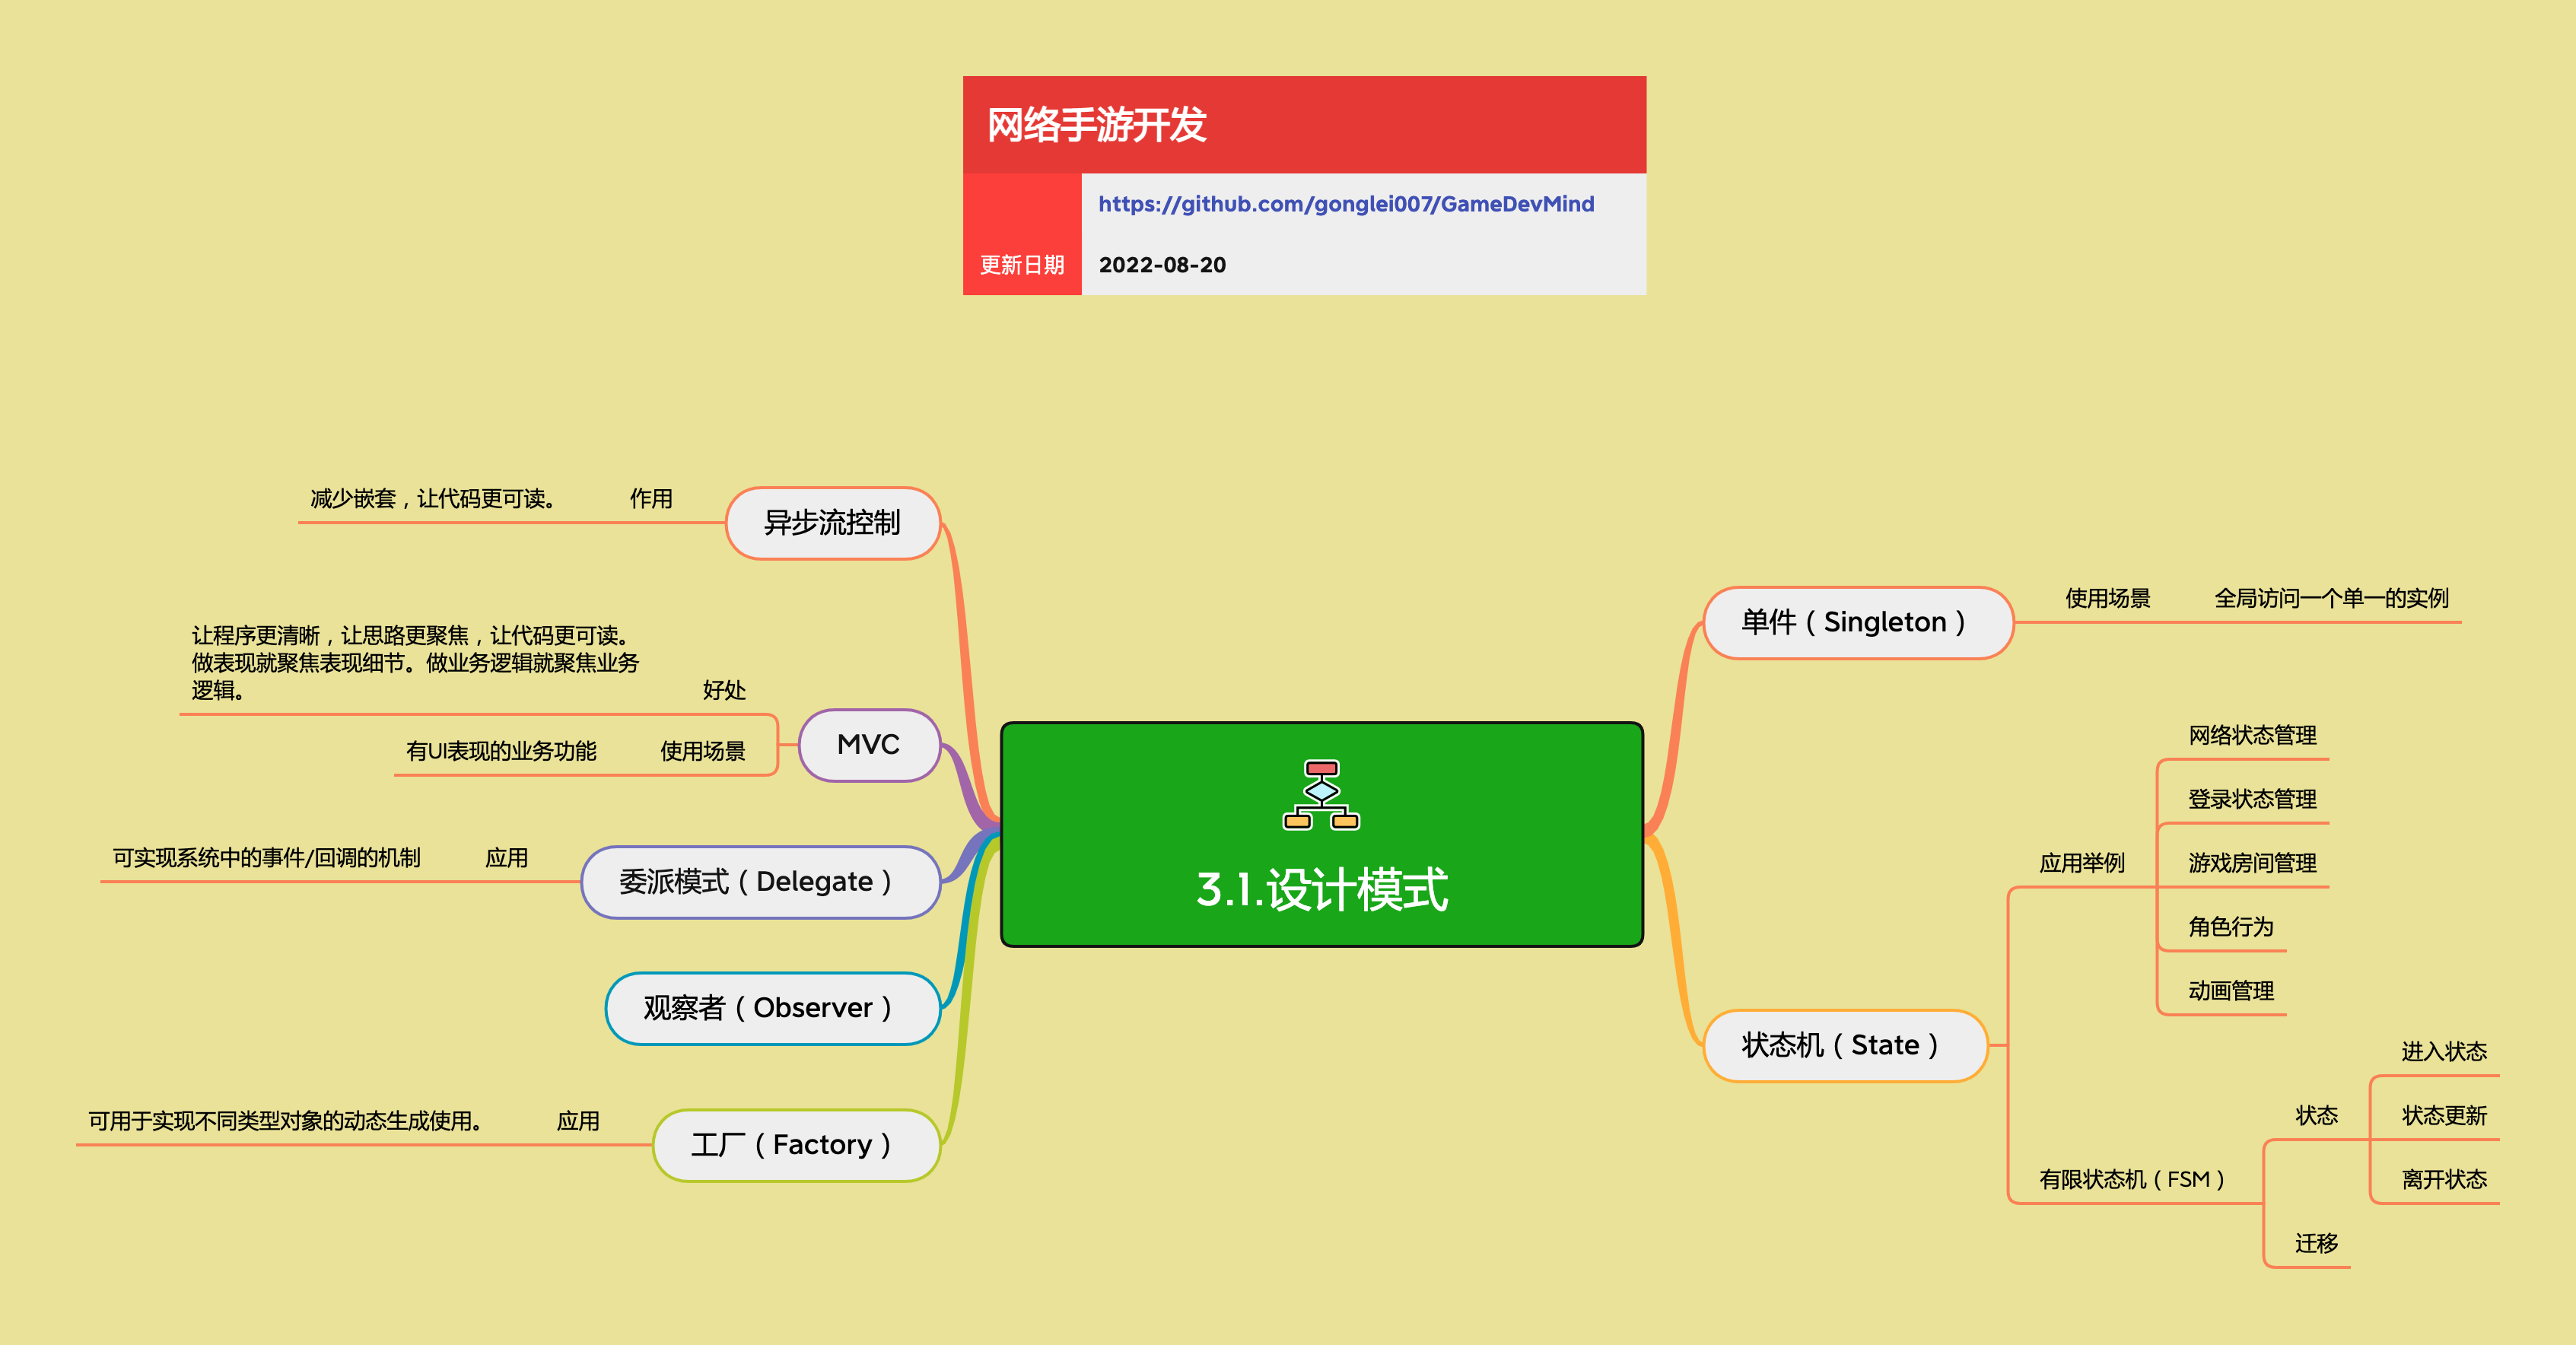 网络手游开发
https://github.com/gonglei007/GameDevMind
更新日期
2022-08-20
3.1.设计模式
单件（Singleton）
使用场景
全局访问一个单一的实例
状态机（State）
应用举例
网络状态管理
登录状态管理
游戏房间管理
角色行为
动画管理
有限状态机（FSM）
状态
进入状态
状态更新
离开状态
迁移
异步流控制
作用
减少嵌套，让代码更可读。
MVC
好处
让程序更清晰，让思路更聚焦，让代码更可读。
做表现就聚焦表现细节。做业务逻辑就聚焦业务
逻辑。
使用场景
有UI表现的业务功能
委派模式（Delegate）
应用
可实现系统中的事件/回调的机制
观察者（Observer）
工厂（Factory）
应用
可用于实现不同类型对象的动态生成使用。